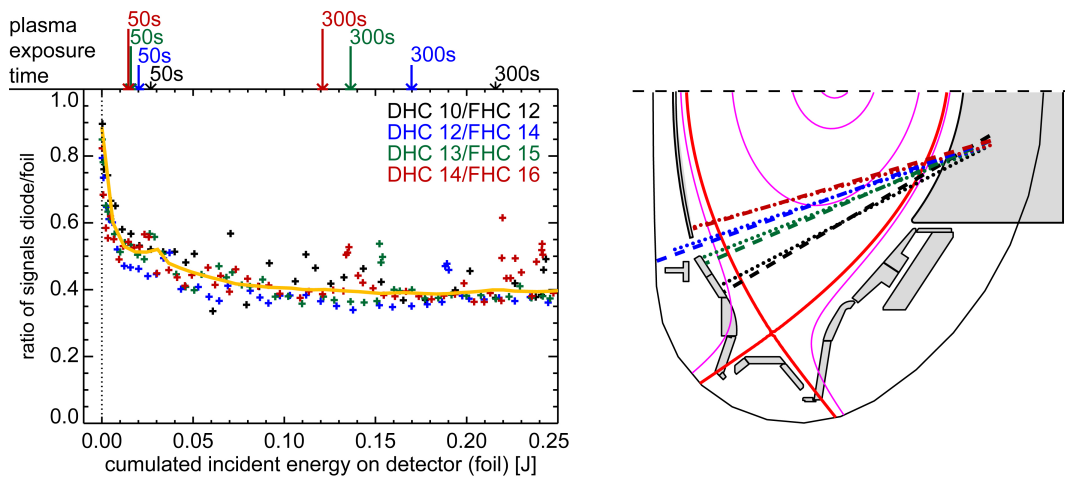 plasma
exposure
time
50s
50s
50s
50s
300s
300s
300s
300s
DHC 10/FHC 12
DHC 12/FHC 14
DHC 13/FHC 15
DHC 14/FHC 16
ratio of signals diode/foil
1.0
0.8
0.6
0.4
0.2
0.0
0.00
0.05
0.10
0.15
0.20
0.25
cumulated incident energy on detector (foil) [J]